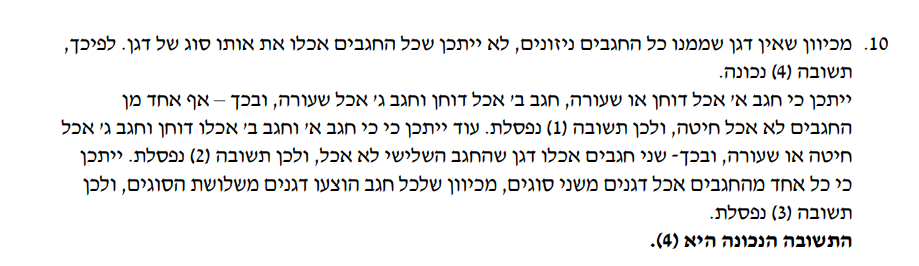 10. מכיוון שאין דגן שממנו כל החגבים ניזונים, לא ייתכן שכל החגבים אכלו את אותו סוג של דגן. לפיכך,
תשובה (4) נכונה.
ייתכן כי חגב א׳ אכל דוחן או שעורה, חגב ב׳ אכל דוחן וחגב ג׳ אכל שעורה, ובכך – אף אחד מן
החגבים לא אכל חיטה, ולכן תשובה (1) נפסלת. עוד ייתכן כי כי חגב א׳ וחגב ב׳ אכלו דוחן וחגב ג׳ אכל
חיטה או שעורה, ובכך- שני חגבים אכלו דגן שהחגב השלישי לא אכל, ולכן תשובה (2) נפסלת. ייתכן
כי כל אחד מהחגבים אכל דגנים משני סוגים, מכיוון שלכל חגב הוצעו דגנים משלושת הסוגים, ולכן
תשובה (3) נפסלת.
התשובה הנכונה היא (4).